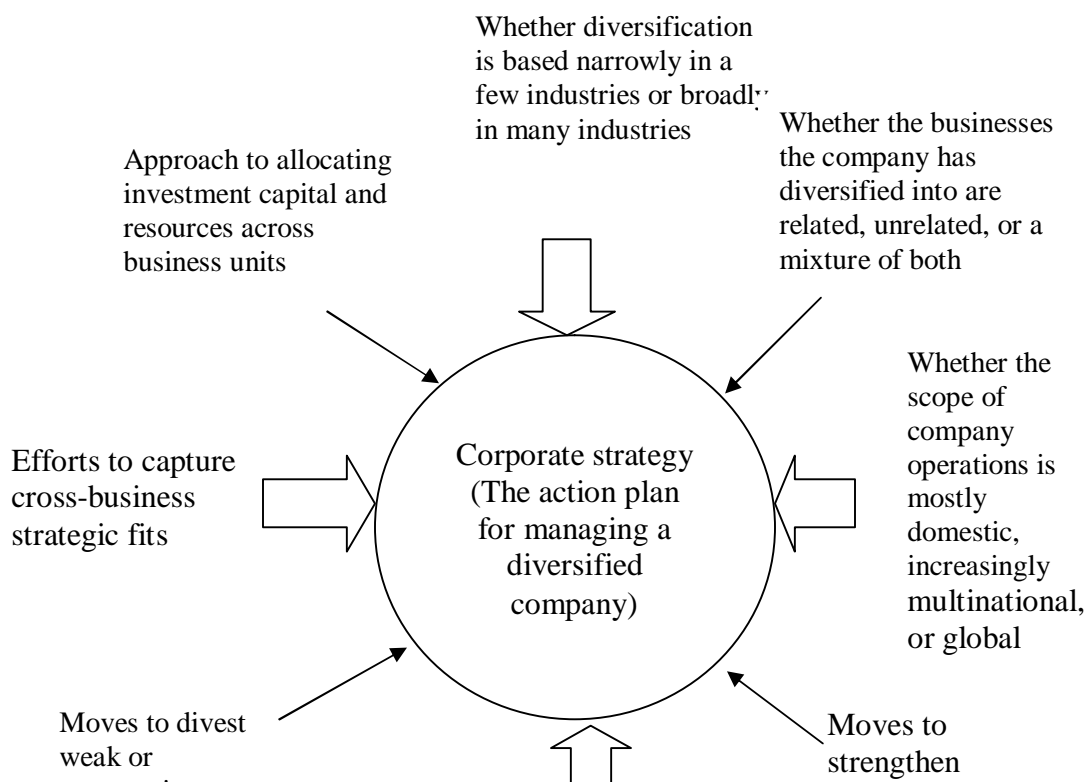 Whether diversification
is based narrowly in a
few industries or broadly
in many industries
Whether the businesses
the company has
diversified into are
related, unrelated, or a
mixture of both
Approach to allocating
investment capital and
resources across
business units
Whether the
scope of
company
operations is
mostly
domestic,
increasingly
multinational,
or global
Efforts to capture
cross-business
strategic fits
Corporate strategy
(The action plan
for managing a
diversified
company)
Moves to divest
weak or
Moves to
strengthen